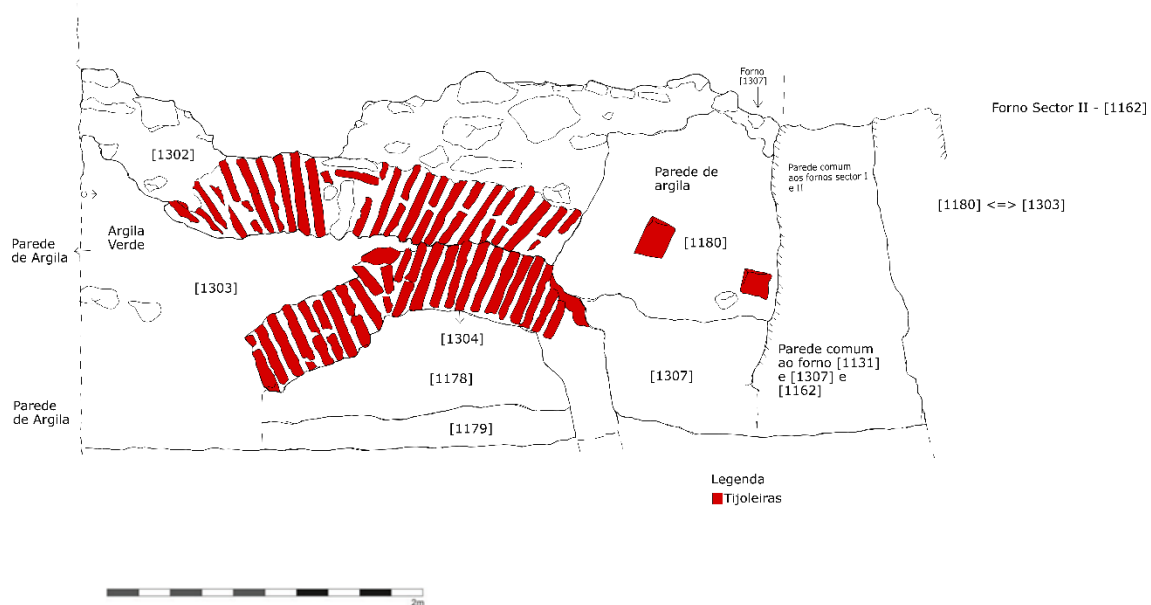 Forno
[1307]
Forno Sector II - [1162]
[1302]
Parede de
argila
Parede comum
aos fornos sector I
e II
[1180] <=> [1303]
Argila
Verde
[1180]
Parede
de Argila
[1303]
[1304]
Parede comum
ao forno [1131]
e [1307] e
[1162]
[1178]
[1307]
Parede
de Argila
[1179]
Legenda
Tijoleiras
2m